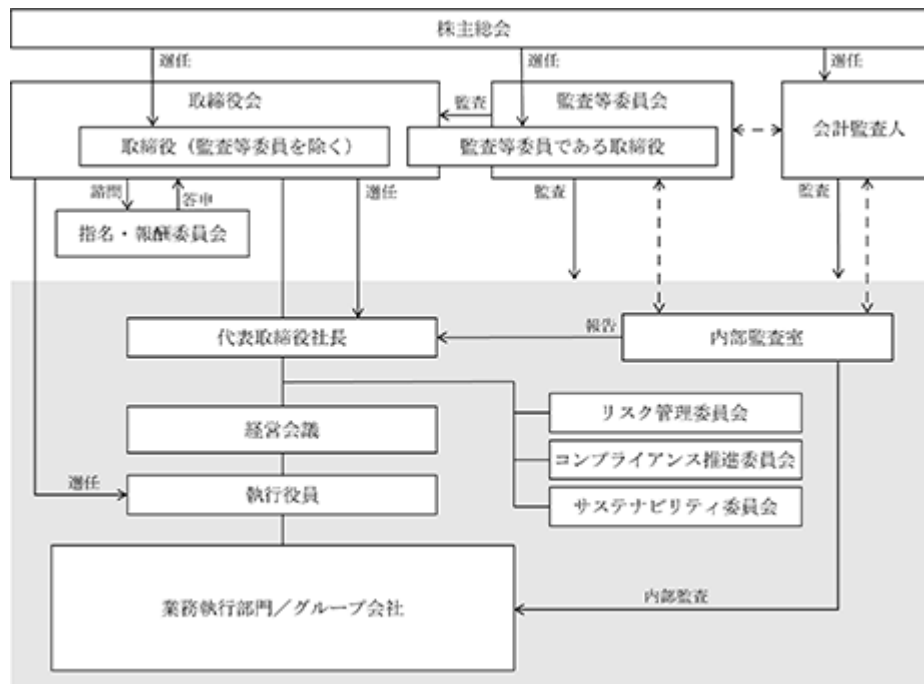 株主総会
選任
選任
選任
取締役会
監査
監査等委員会
会計監査人
取締役（監査等委員を除く）
監査等委員である取締役
諮問
答申
選任
監査
監査
指名・報酬委員会
代表取締役社長
報告
内部監査室
リスク管理委員会
経営会議
コンプライアンス推進委員会
選任
執行役員
サステナビリティ委員会
業務執行部門／グループ会社
内部監査